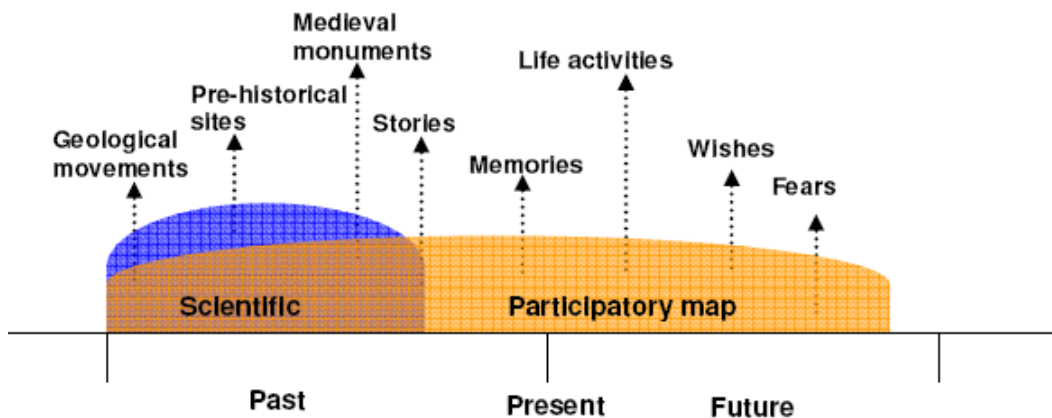 Medieval
monuments
Life activities
Pre-historical
sites
Stories
Geological
movements
Memories
Wishes
Fears
Scientific
Participatory map
Past
Present
Future